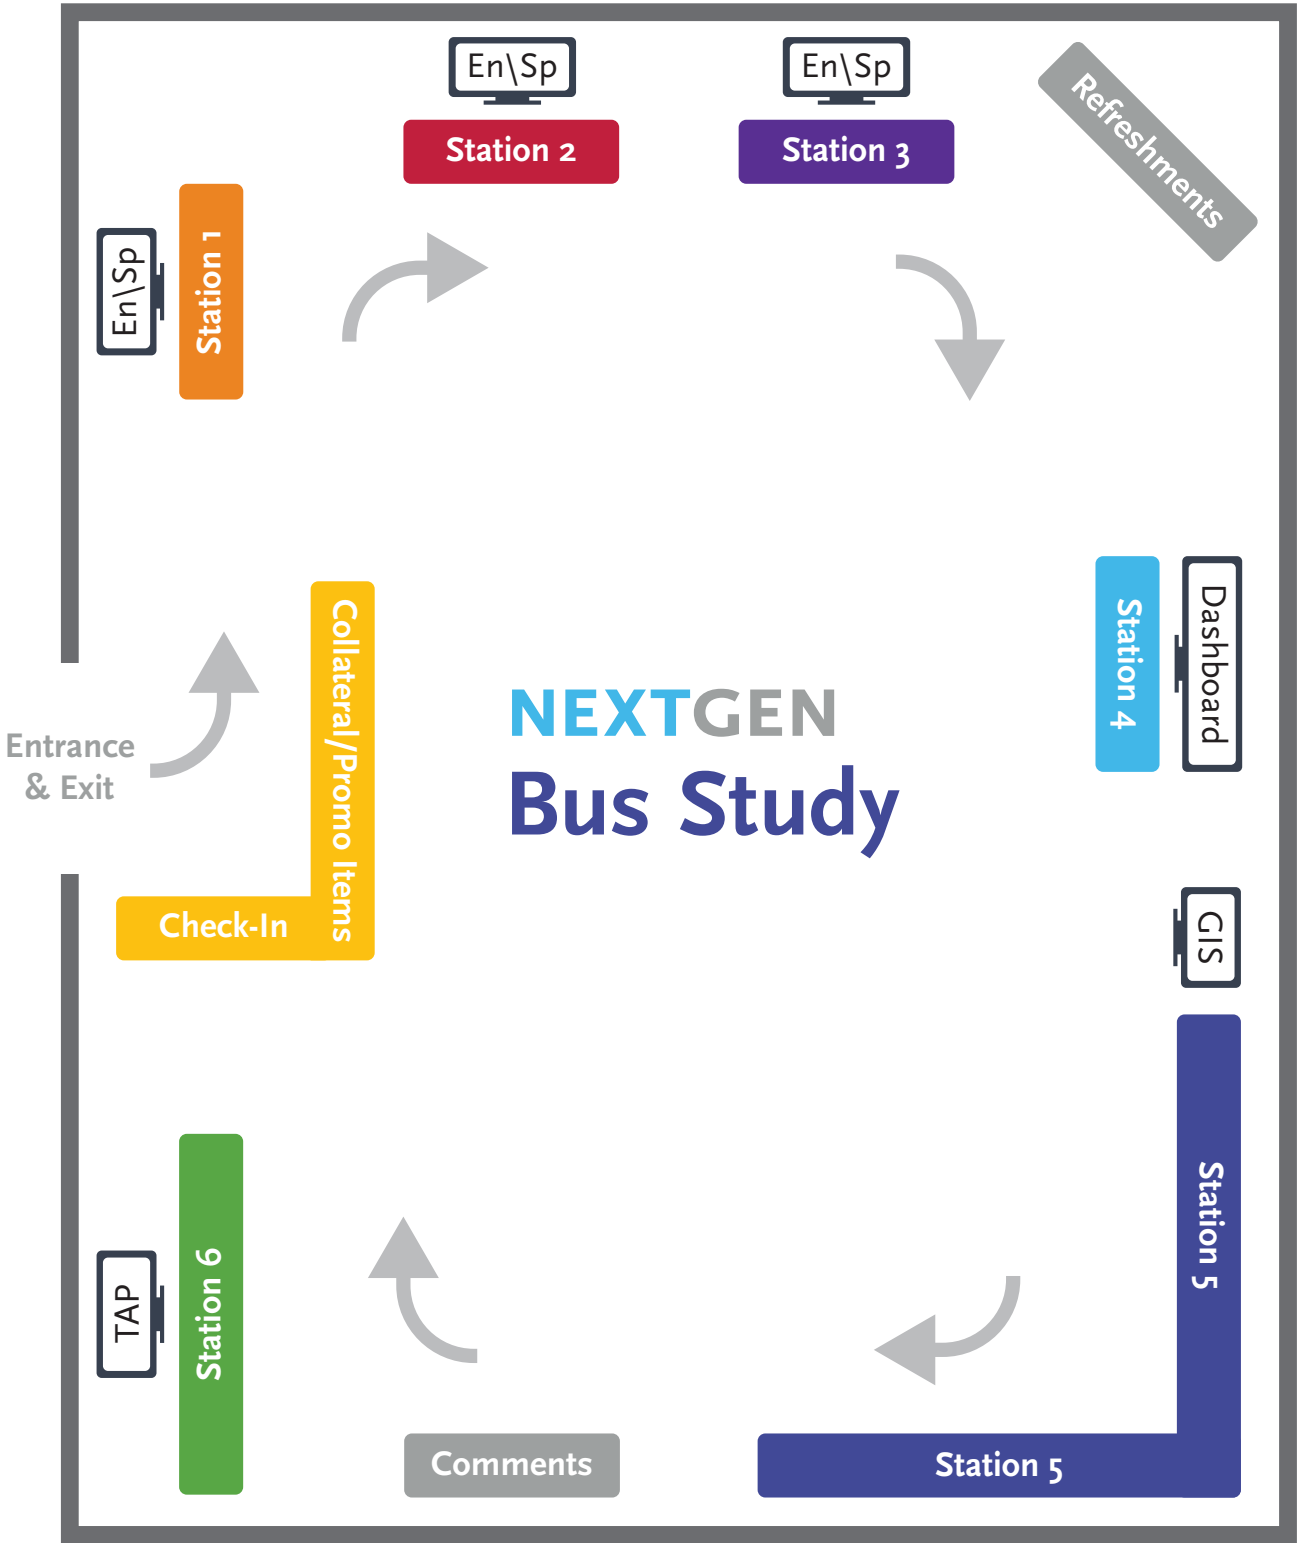 En\Sp
Station 2
En\Sp
Station 3
Refreshments
En\Sp
Station 1
Entrance
& Exit
Collateral/Promo Items
Check-In
NEXTGEN
Bus Study
Station 4
Dashboard
GIS
Station 5
Station 5
Comments
TAP
Station 6